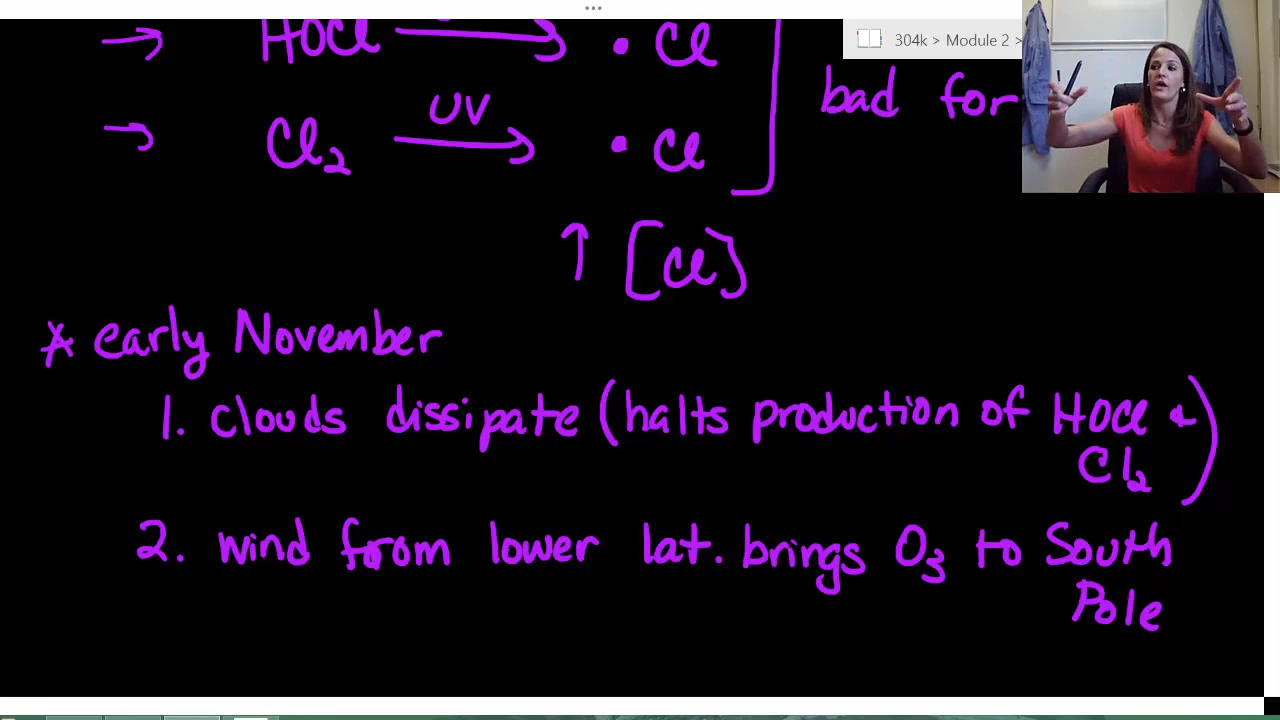 304k > Module 2 >
→ HOCl → • Cl
bad for
→ Cl₂ UV → • Cl
↑ [Cl]
* early November
1. clouds dissipate (halts production of HOCl &
Cl₂)
2. wind from lower lat. brings O₃ to South
Pole